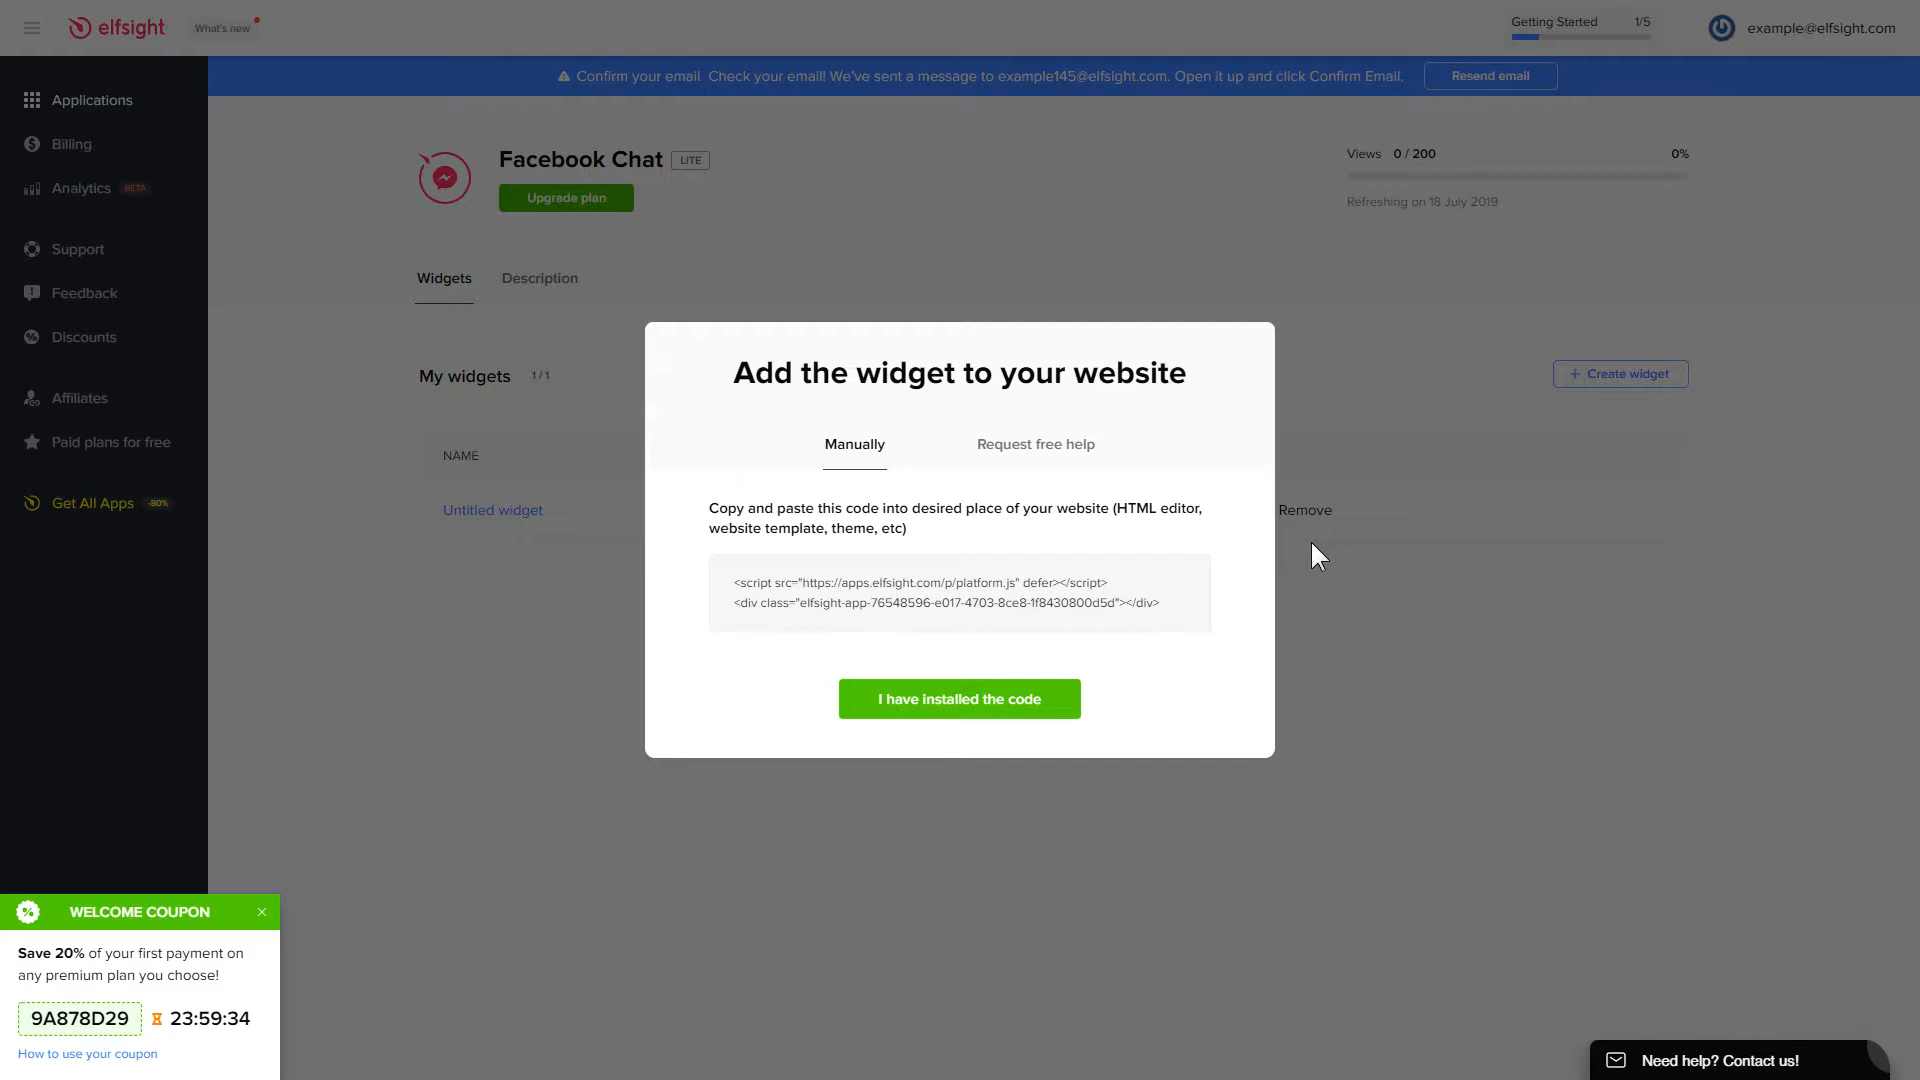 elfsight
What's new
Getting Started 1/5
example@elfsight.com
Confirm your email Check your email! We've sent a message to example145@elfsight.com. Open it up and click Confirm Email.
Resend email
Applications
Billing
Analytics BETA
Support
Feedback
Discounts
Affiliates
Paid plans for free
Get All Apps -80%
Facebook Chat LITE
Upgrade plan
Views 0 / 200 0%
Refreshing on 18 July 2019
Widgets Description
My widgets 1 / 1
+ Create widget
NAME
Untitled widget
Remove
Add the widget to your website
Manually Request free help
Copy and paste this code into desired place of your website (HTML editor,
website template, theme, etc)
<script src="https://apps.elfsight.com/p/platform.js" defer></script>
<div class="elfsight-app-76548596-e017-4703-8ce8-1f8430800d5d"></div>
I have installed the code
WELCOME COUPON
Save 20% of your first payment on
any premium plan you choose!
9A878D29 23:59:34
How to use your coupon
Need help? Contact us!